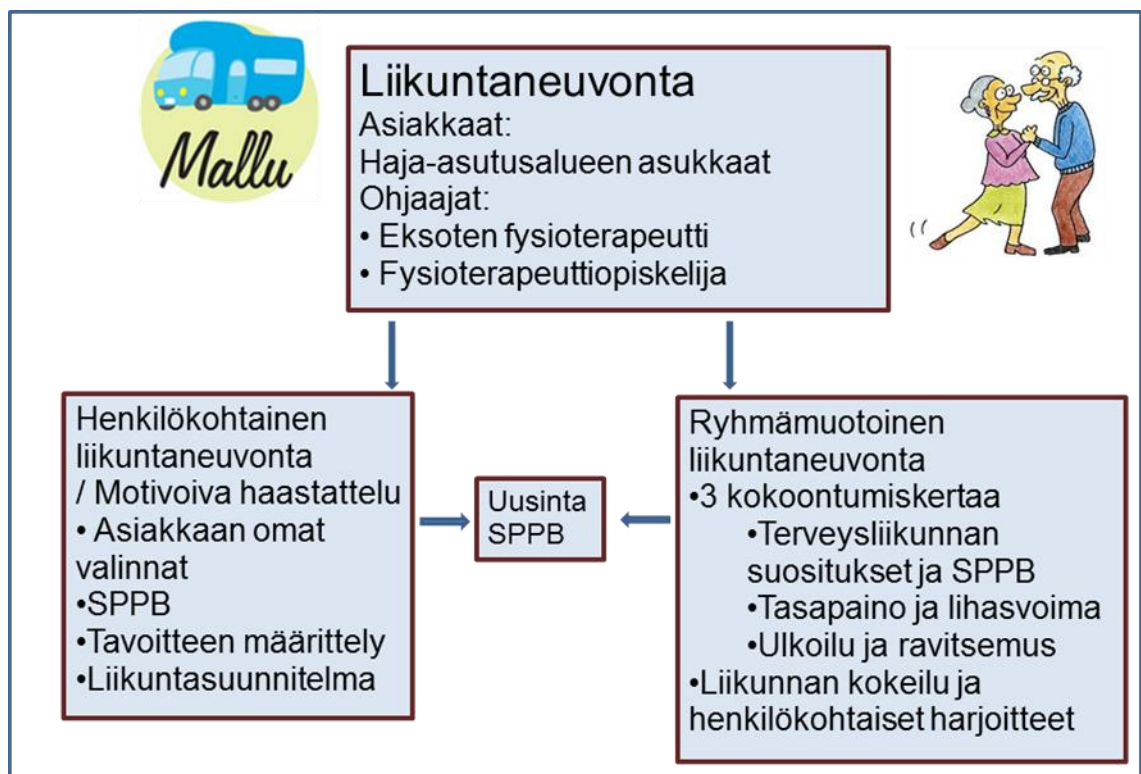 Mallu
Liikuntaneuvonta
Asiakkaat:
Haja-asutusalueen asukkaat
Ohjaajat:
• Eksoten fysioterapeutti
• Fysioterapeuttiopiskelija
Henkilökohtainen
liikuntaneuvonta
/ Motivoiva haastattelu
• Asiakkaan omat
valinnat
•SPPB
•Tavoitteen määrittely
•Liikuntasuunnitelma
Uusinta
SPPB
Ryhmämuotoinen
liikuntaneuvonta
•3 kokoontumiskertaa
•Terveysliikunnan
suositukset ja SPPB
•Tasapaino ja lihasvoima
•Ulkoilu ja ravitsemus
•Liikunnan kokeilu ja
henkilökohtaiset harjoitteet